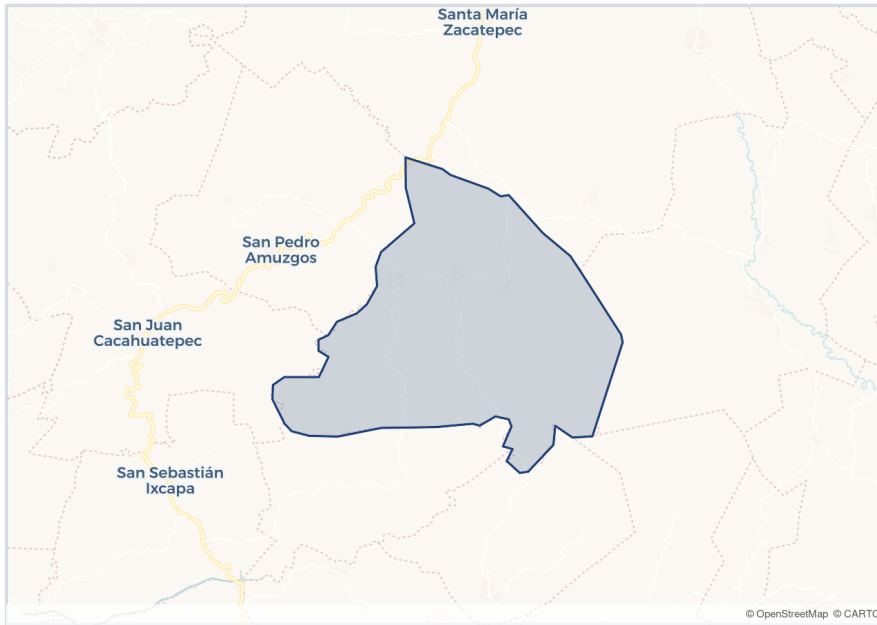 Santa María
Zacatepec
San Pedro
Amuzgos
San Juan
Cacahuatepec
San Sebastián
Ixcapa
© OpenStreetMap © CARTO